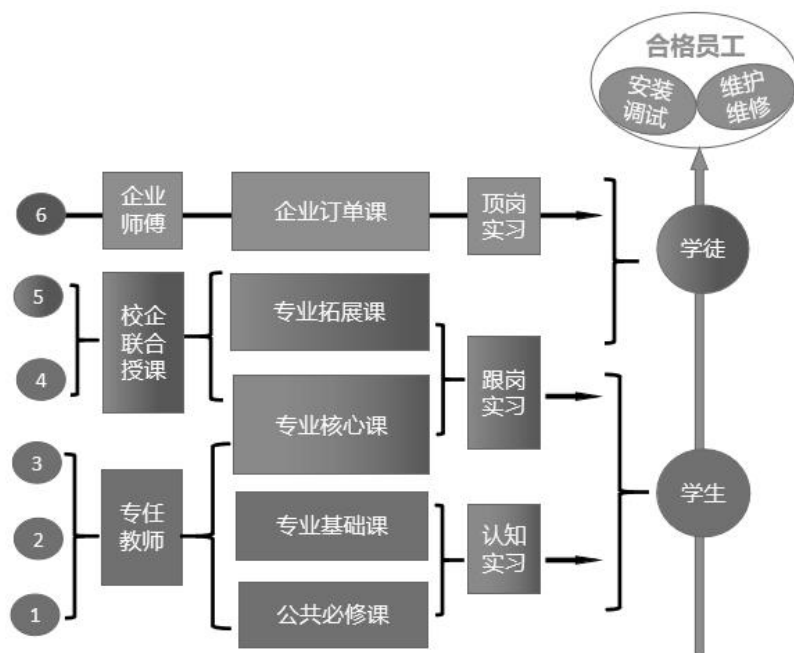 合格员工
安装
调试
维护
维修
6
企业
师傅
企业订单课
顶岗
实习
学徒
5
4
校企
联合
授课
专业拓展课
专业核心课
跟岗
实习
3
2
1
专任
教师
专业基础课
公共必修课
认知
实习
学生